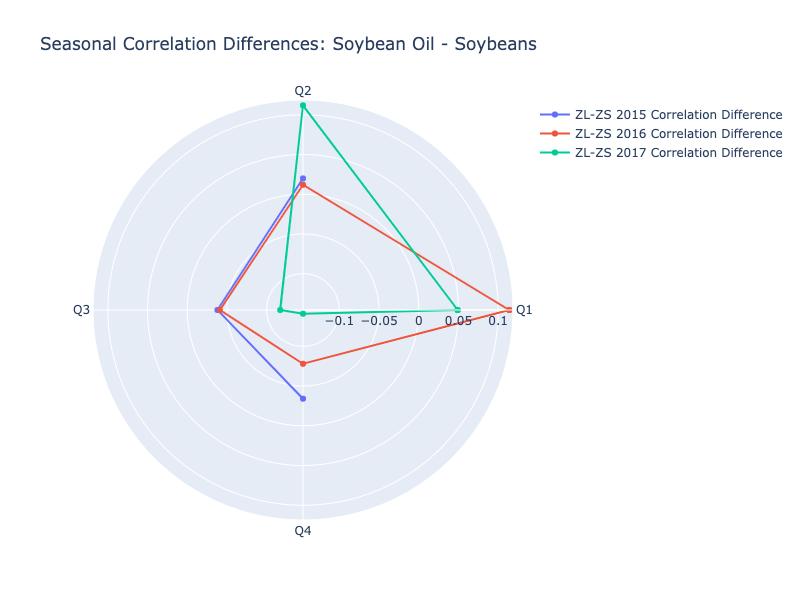 Seasonal Correlation Differences: Soybean Oil - Soybeans
Q2
ZL-ZS 2015 Correlation Difference
ZL-ZS 2016 Correlation Difference
ZL-ZS 2017 Correlation Difference
Q3
Q1
−0.1
−0.05
0
0.05
0.1
Q4